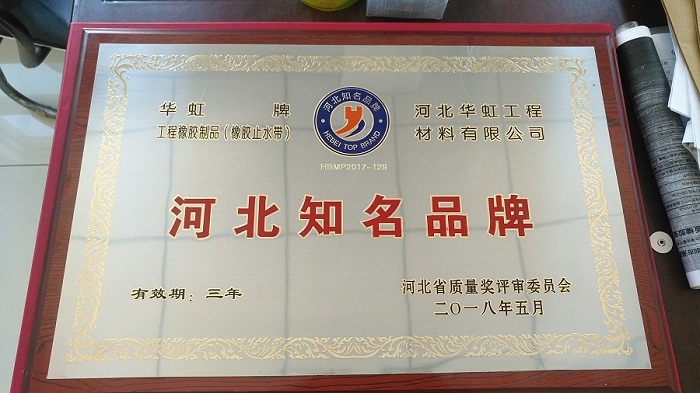 华虹 牌
工程橡胶制品（橡胶止水带）
河北知名品牌
HEBEI TOP BRAND
HBMP2017-129
河北华虹工程
材料有限公司
河北知名品牌
有效期：三年
河北省质量奖评审委员会
二〇一八年五月